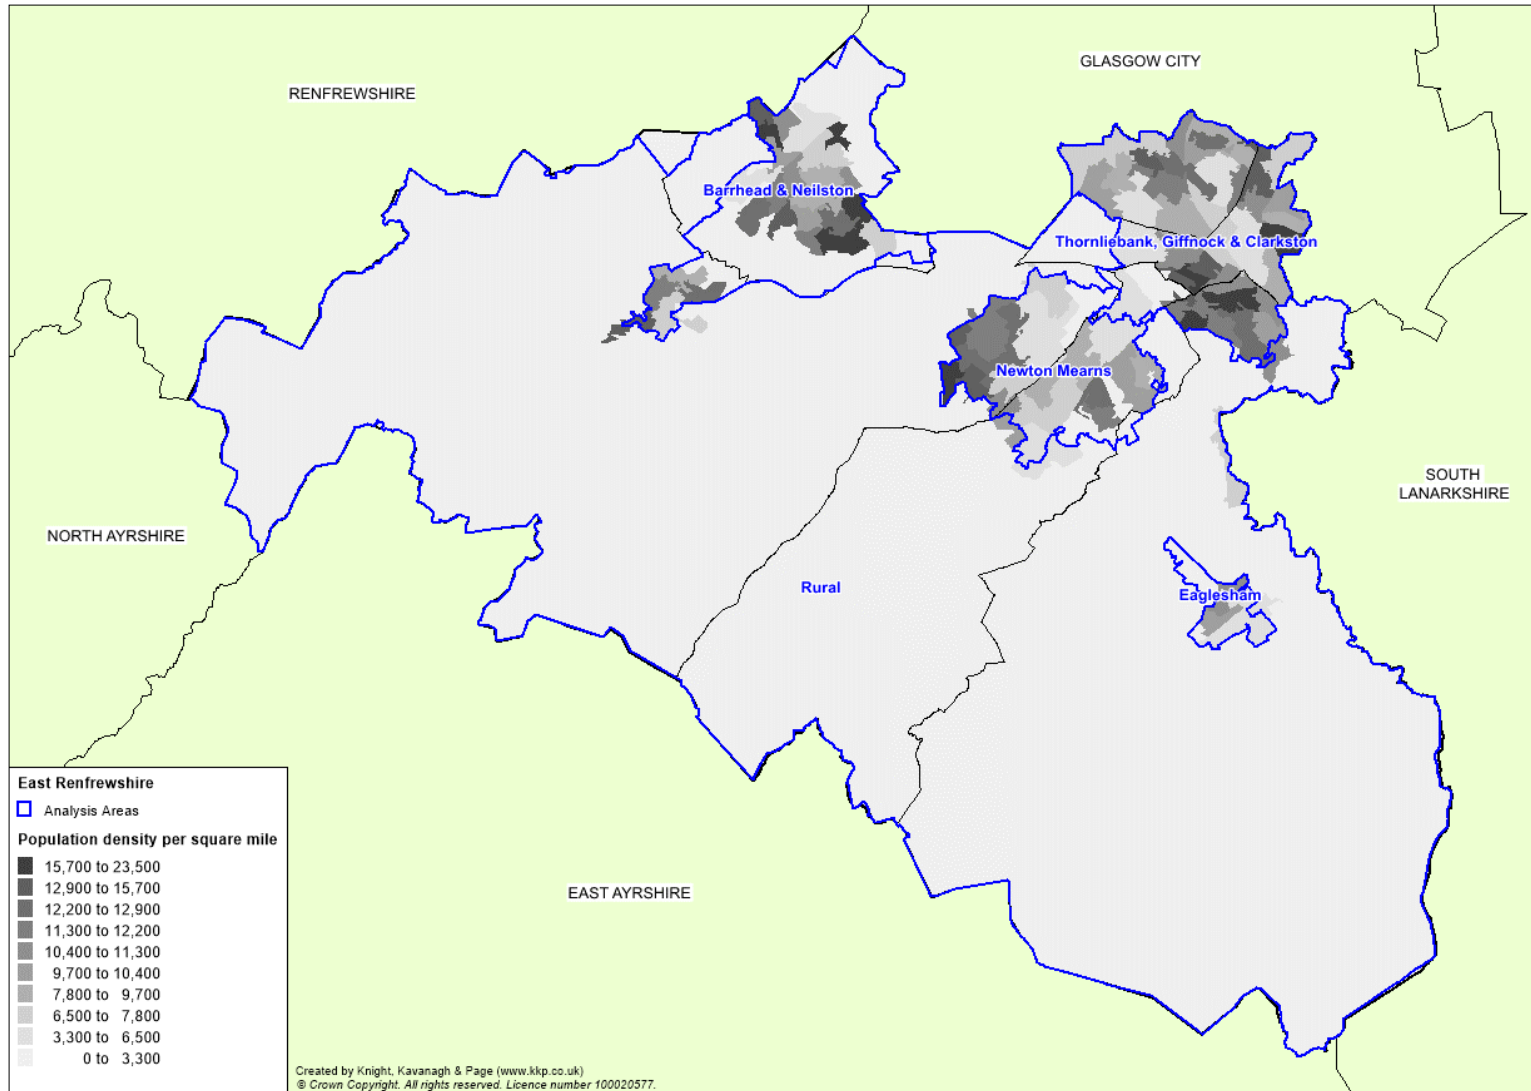 GLASGOW CITY
RENFREWSHIRE
Barrhead & Neilston
Thornliebank, Giffnock & Clarkston
Newton Mearns
SOUTH
LANARKSHIRE
NORTH AYRSHIRE
Rural
Eaglesham
EAST AYRSHIRE
East Renfrewshire
Analysis Areas
Population density per square mile
15,700 to 23,500
12,900 to 15,700
12,200 to 12,900
11,300 to 12,200
10,400 to 11,300
9,700 to 10,400
7,800 to 9,700
6,500 to 7,800
3,300 to 6,500
0 to 3,300
Created by Knight, Kavanagh & Page (www.kkp.co.uk)
© Crown Copyright. All rights reserved. Licence number 100020577.